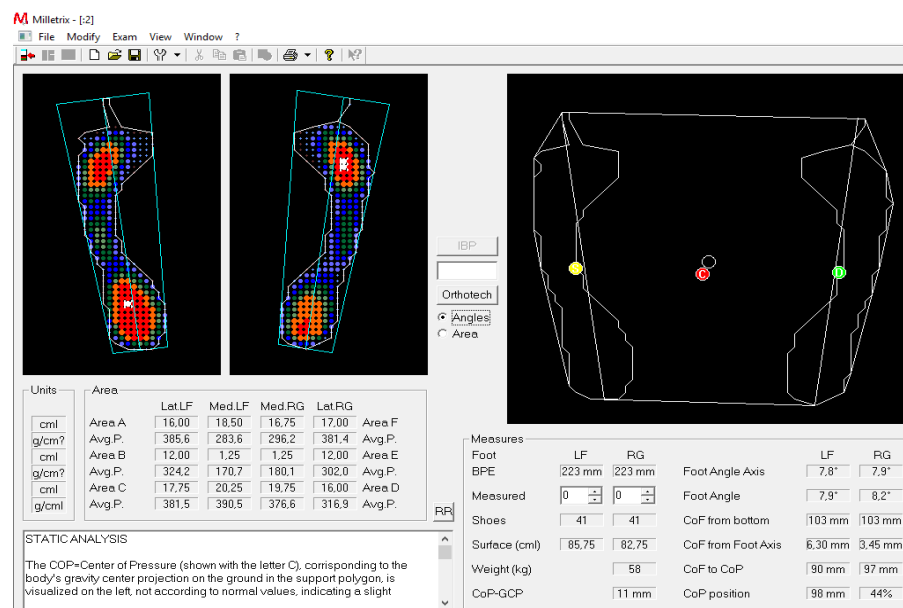 M Milletrix - [:2]
File Modify Exam View Window ?
IBP
Orthotech
Angles
Area
C
D
Units
Area
Lat.LF Med.LF Med.RG Lat.RG
cml Area A 16,00 18,50 16,75 17,00 Area F
g/cm? Avg.P. 385,6 283,6 296,2 381,4 Avg.P.
cml Area B 12,00 1,25 1,25 12,00 Area E
g/cm? Avg.P. 324,2 170,7 180,1 302,0 Avg.P.
cml Area C 17,75 20,25 19,75 16,00 Area D
g/cml Avg.P. 381,5 390,5 376,6 316,9 Avg.P.
RR
STATIC ANALYSIS
The COP=Center of Pressure (shown with the letter C), corrisponding to the
body's gravity center projection on the ground in the support polygon, is
visualized on the left, not according to normal values, indicating a slight
Measures
Foot LF RG LF RG
BPE 223 mm 223 mm Foot Angle Axis 7,8° 7,9°
Measured 0 0 Foot Angle 7,9° 8,2°
Shoes 41 41 CoF from bottom 103 mm 103 mm
Surface (cml) 85,75 82,75 CoF from Foot Axis 6,30 mm 3,45 mm
Weight (kg) 58 CoF to CoP 90 mm 97 mm
CoP-GCP 11 mm CoP position 98 mm 44%